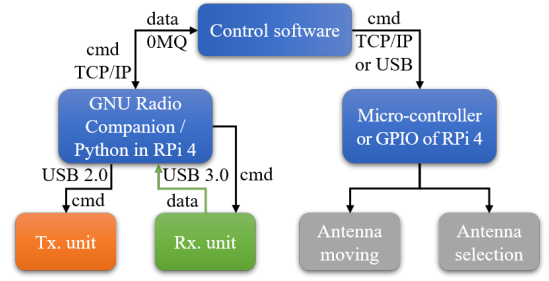 data
0MQ
Control software
cmd
TCP/IP
or USB
cmd
TCP/IP
GNU Radio
Companion /
Python in RPi 4
Micro-controller
or GPIO of RPi 4
USB 2.0
cmd
USB 3.0
data
cmd
Tx. unit
Rx. unit
Antenna
moving
Antenna
selection